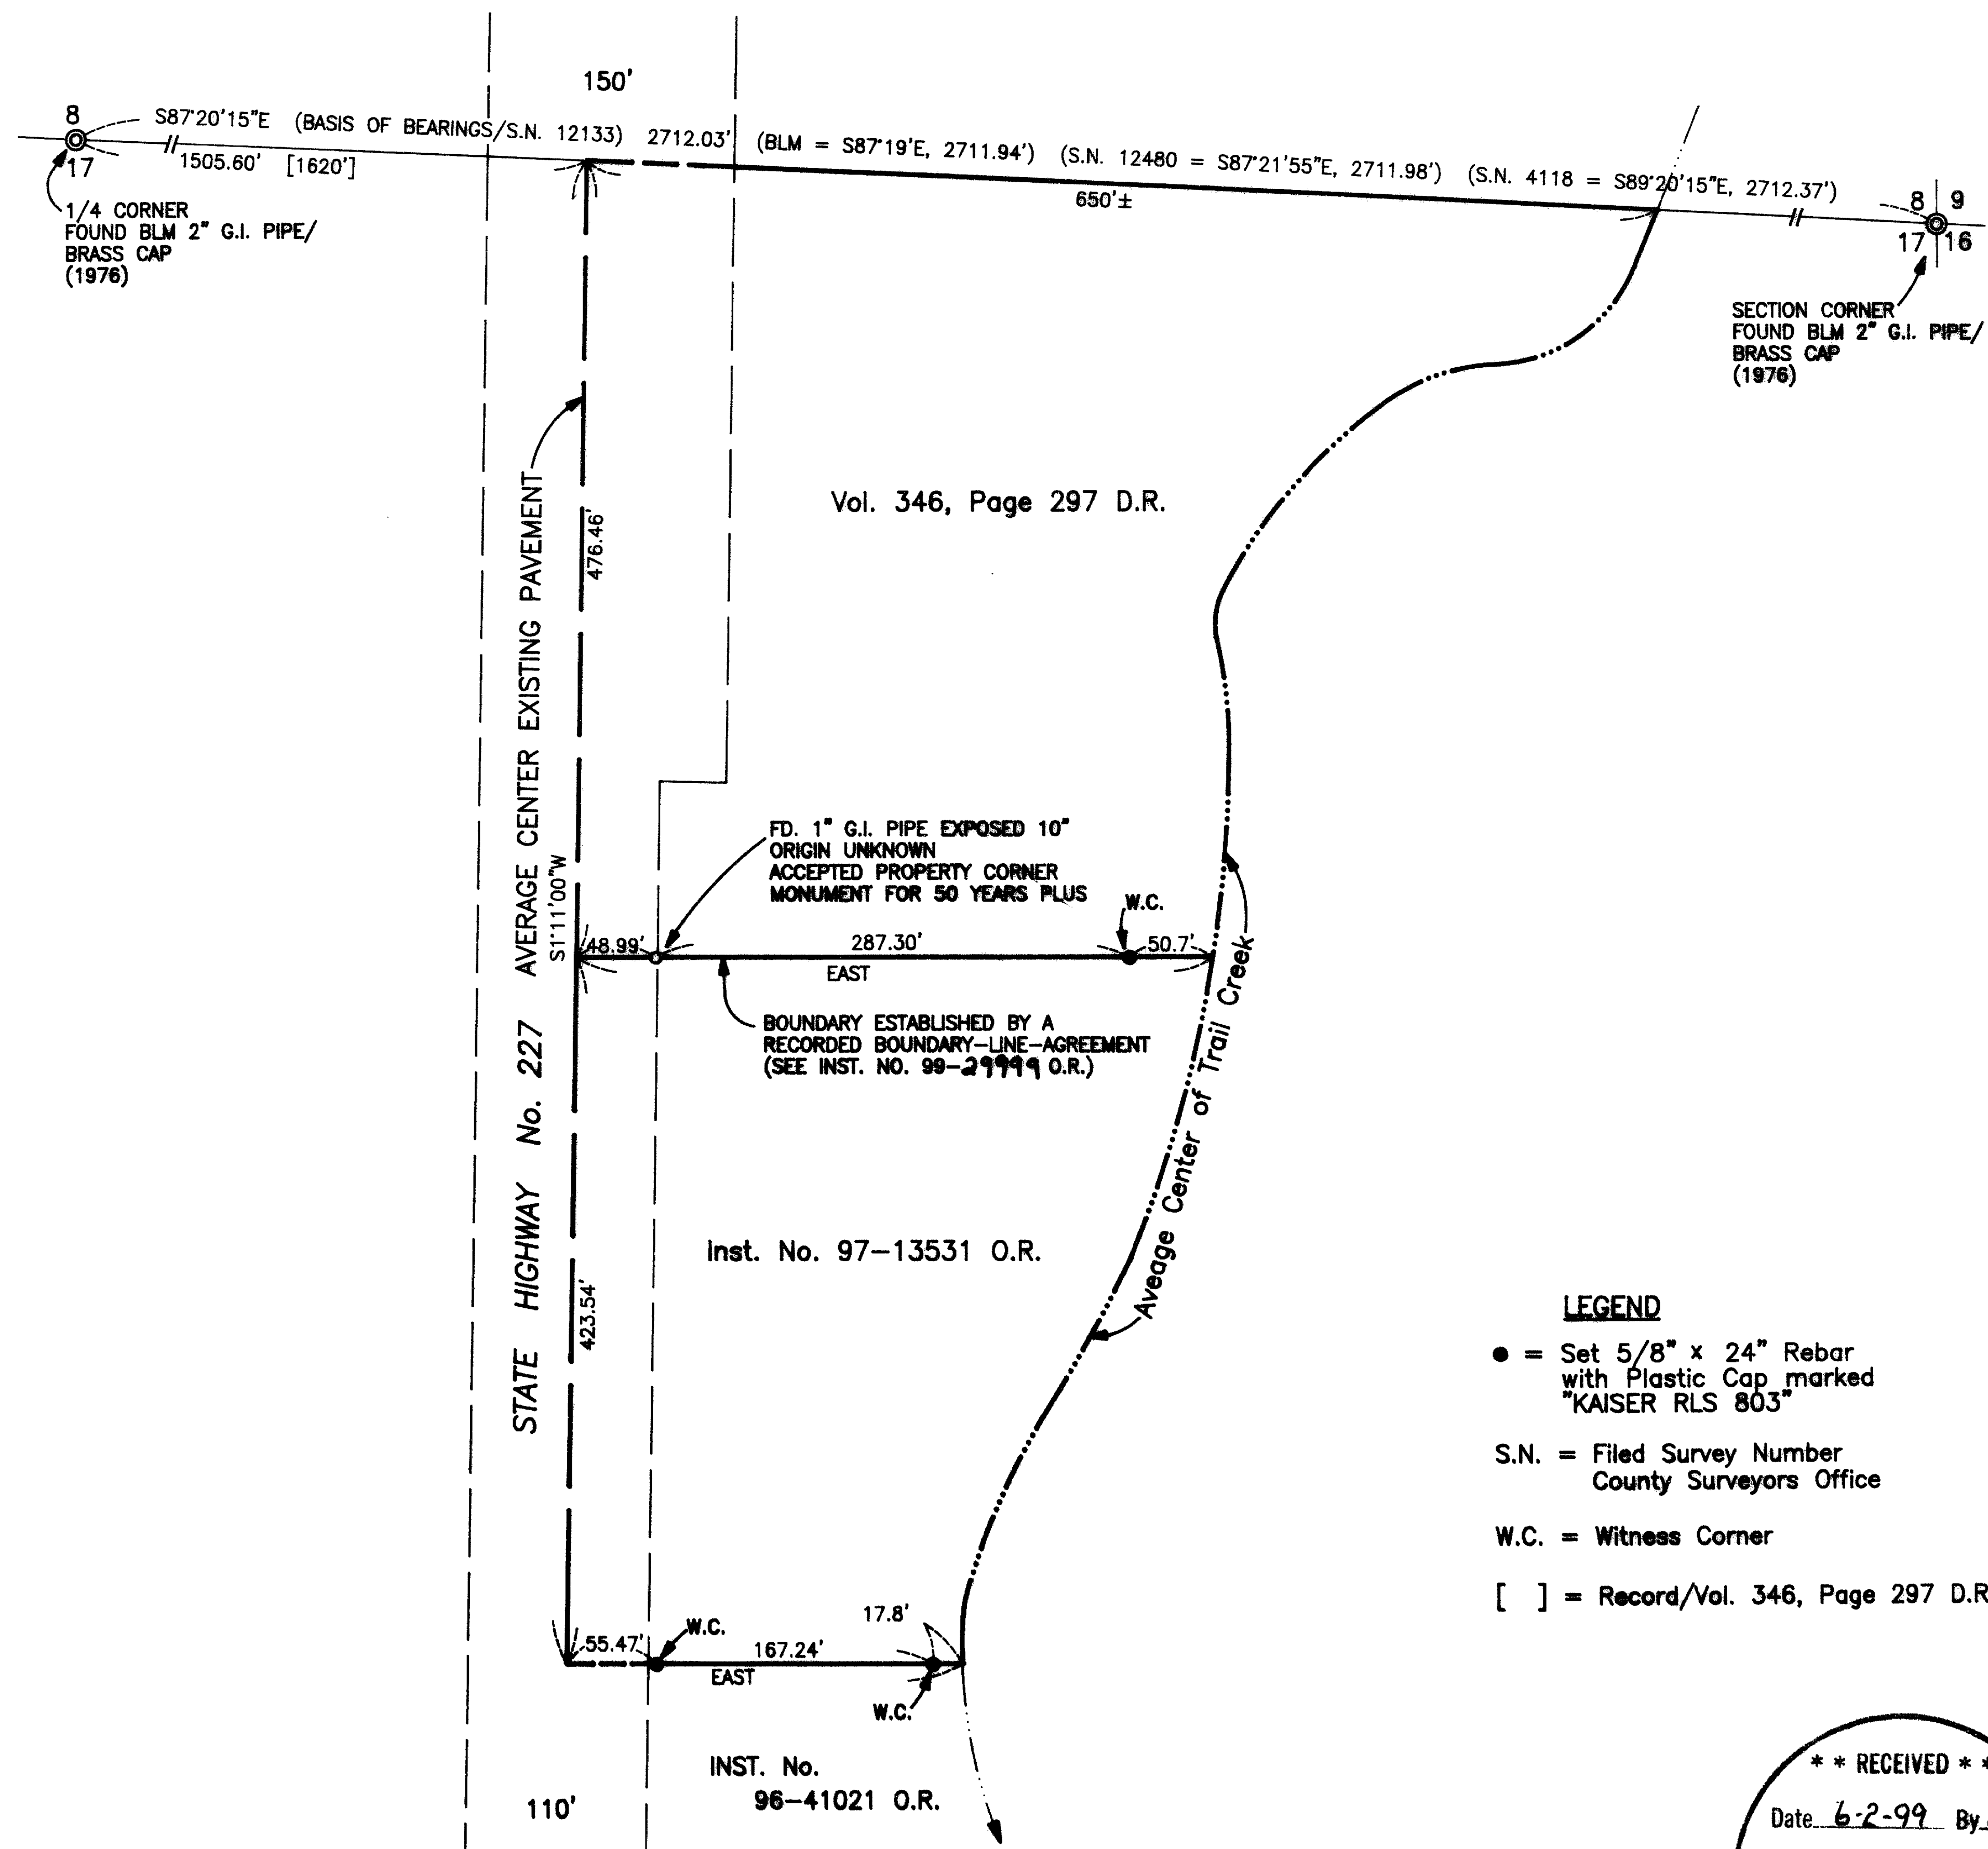 150'
8
S87°20'15"E (BASIS OF BEARINGS/S.N. 12133) 2712.03' (BLM = S87°19'E, 2711.94') (S.N. 12480 = S87°21'55"E, 2711.98') (S.N. 4118 = S89°20'15"E, 2712.37')
17
1505.60' [1620']
650'±
8 9
17 16
1/4 CORNER
FOUND BLM 2" G.I. PIPE/
BRASS CAP
(1976)
SECTION CORNER
FOUND BLM 2" G.I. PIPE/
BRASS CAP
(1976)
Vol. 346, Page 297 D.R.
476.46'
STATE HIGHWAY No. 227 AVERAGE CENTER EXISTING PAVEMENT
S1°11'00"W
FD. 1" G.I. PIPE EXPOSED 10"
ORIGIN UNKNOWN
ACCEPTED PROPERTY CORNER
MONUMENT FOR 50 YEARS PLUS
W.C.
48.99'
287.30'
50.7'
EAST
BOUNDARY ESTABLISHED BY A
RECORDED BOUNDARY-LINE-AGREEMENT
(SEE INST. NO. 99-29999 O.R.)
Aveage Center of Trail Creek
Inst. No. 97-13531 O.R.
423.54'
LEGEND
● = Set 5/8" x 24" Rebar
with Plastic Cap marked
"KAISER RLS 803"
S.N. = Filed Survey Number
County Surveyors Office
W.C. = Witness Corner
[ ] = Record/Vol. 346, Page 297 D.R
17.8'
W.C.
55.47'
167.24'
EAST
W.C.
INST. No.
96-41021 O.R.
110'
* * RECEIVED * *
Date 6-2-99 By